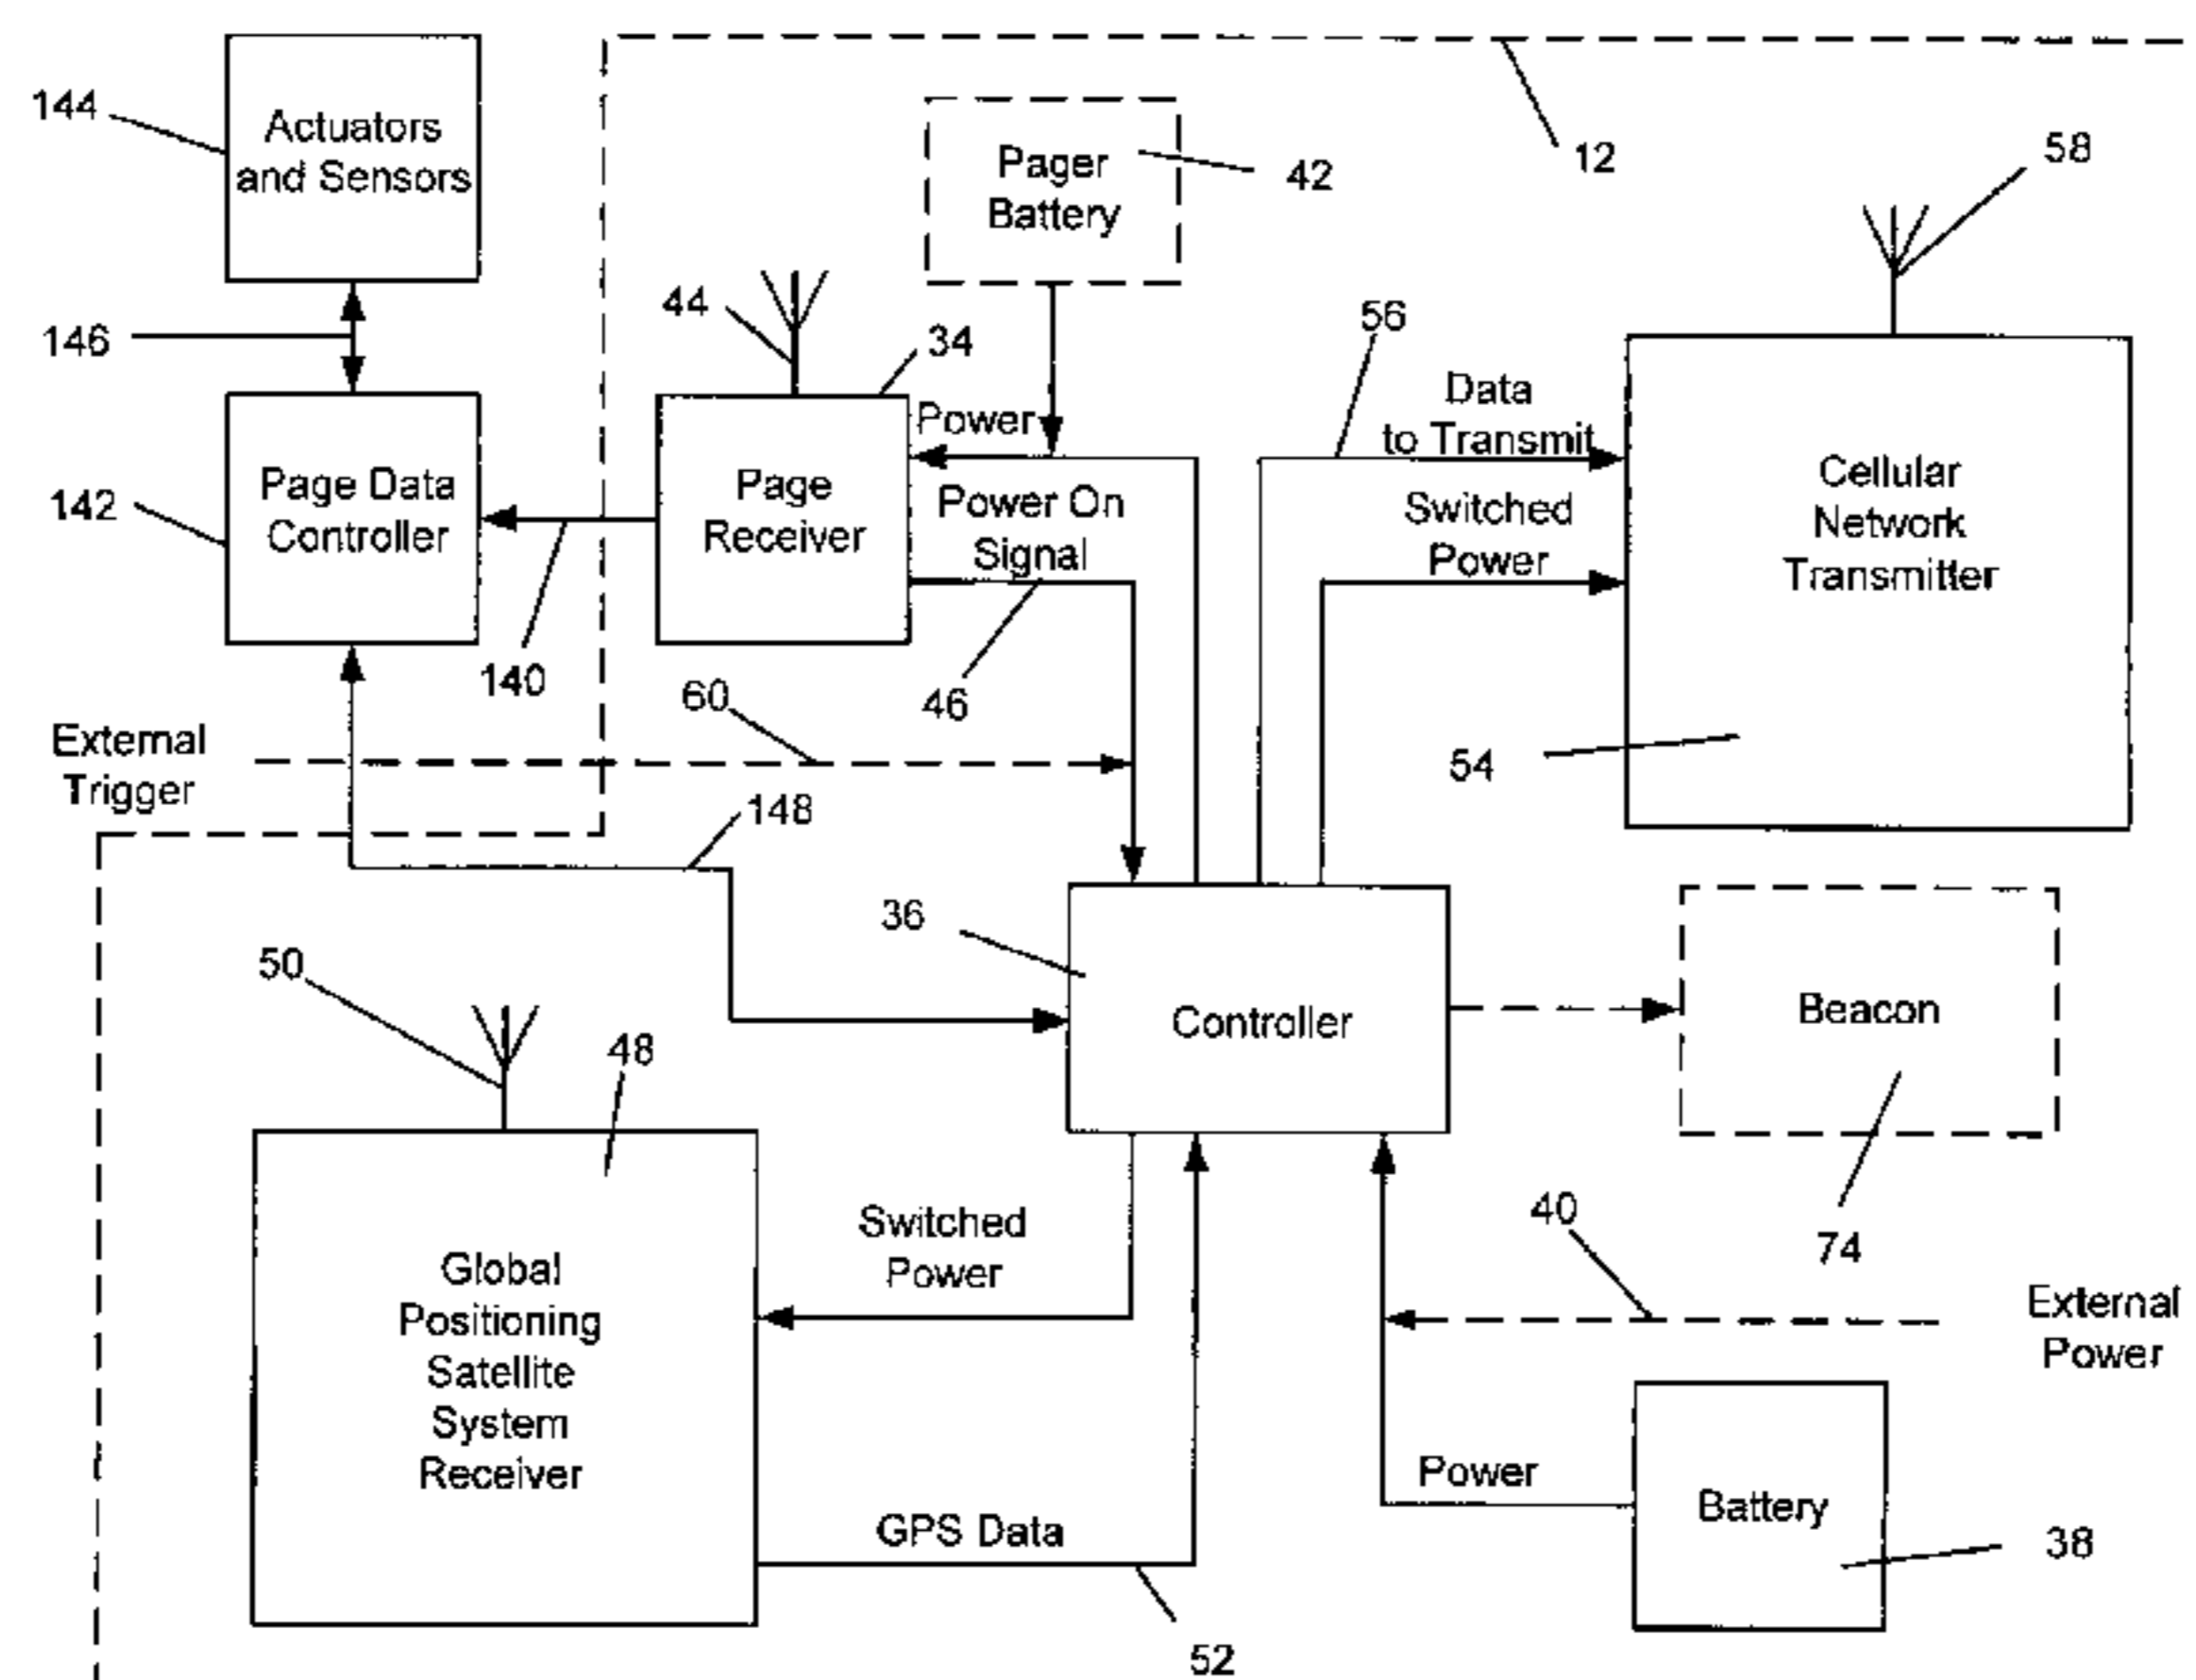 144
Actuators
and Sensors
Pager
Battery
42
12
58
146
44
34
56
Power
Data
to Transmit
142
Page Data
Controller
Page
Receiver
Power On
Signal
Switched
Power
Cellular
Network
Transmitter
140
60
46
54
External
Trigger
148
36
50
48
Controller
Beacon
74
Global
Positioning
Satellite
System
Receiver
Switched
Power
40
External
Power
GPS Data
52
Power
Battery
38